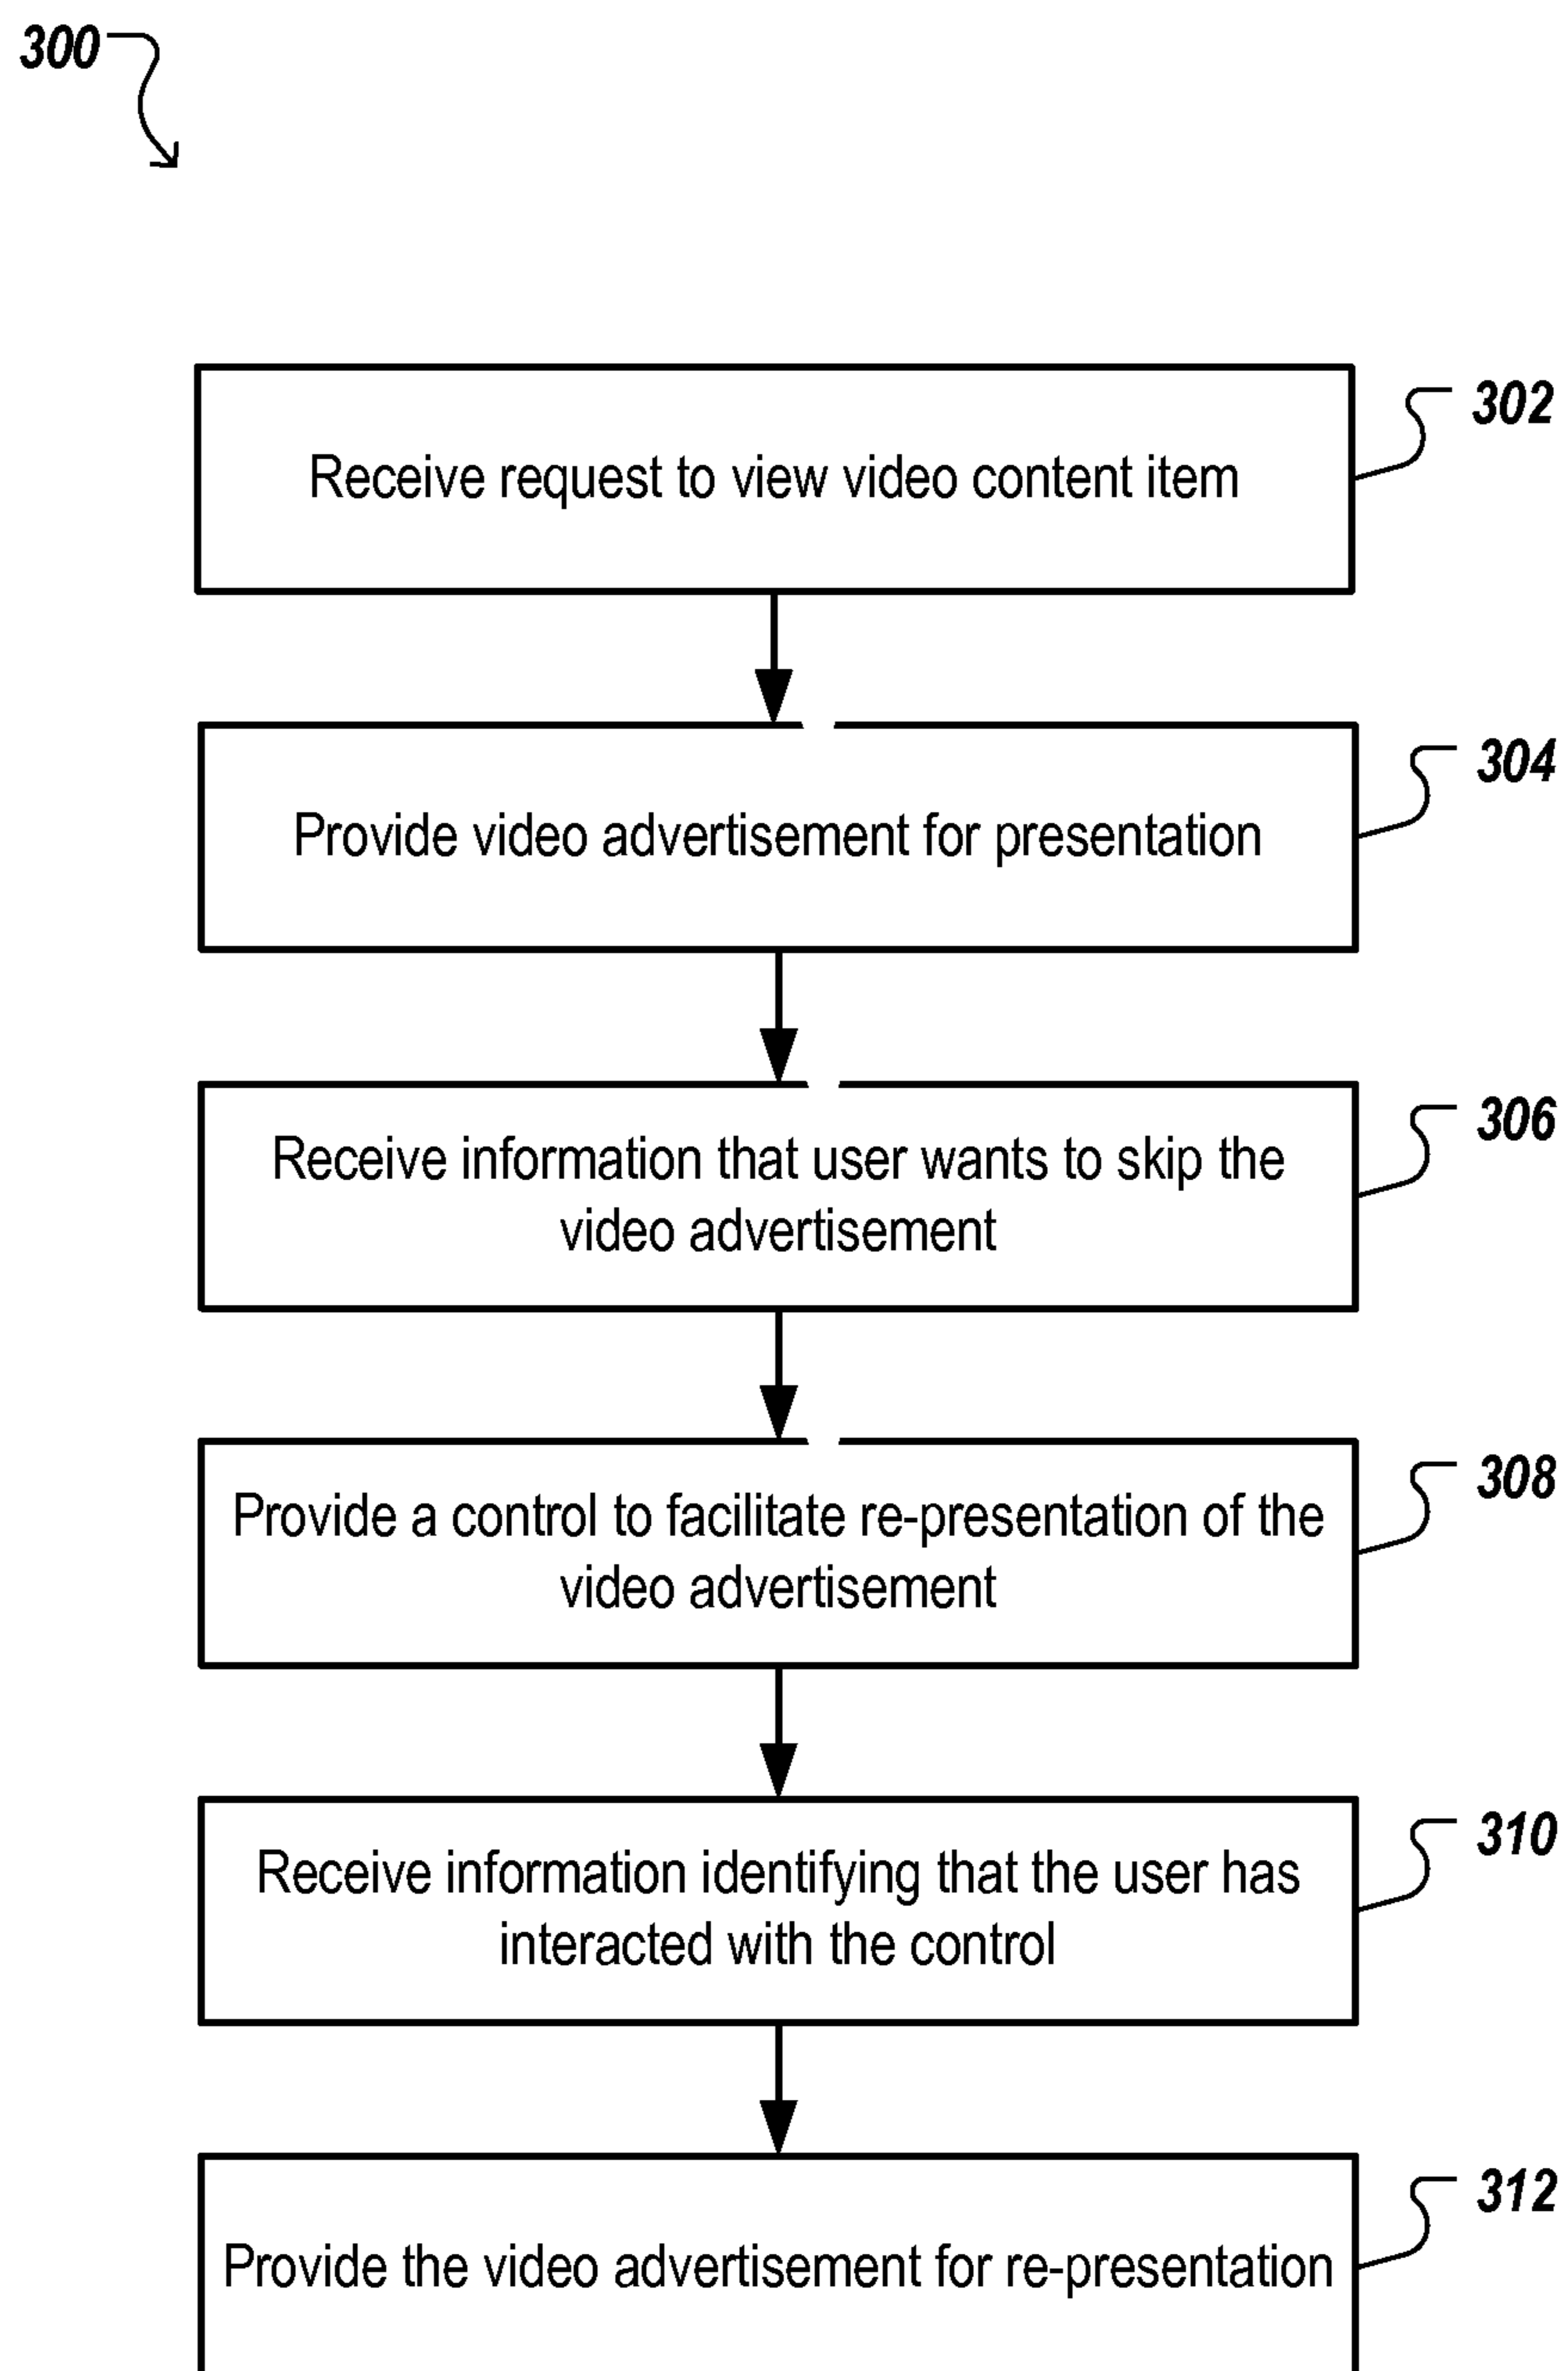 300
302
Receive request to view video content item
304
Provide video advertisement for presentation
306
Receive information that user wants to skip the
video advertisement
308
Provide a control to facilitate re-presentation of the
video advertisement
310
Receive information identifying that the user has
interacted with the control
312
Provide the video advertisement for re-presentation